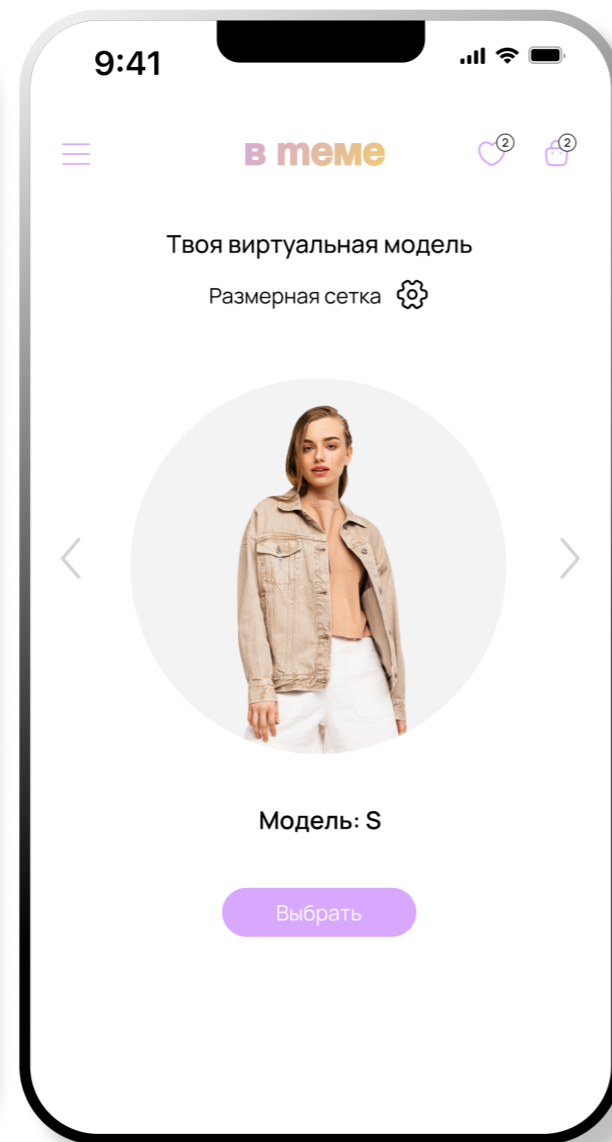 9:41
в теме
2
2
Твоя виртуальная модель
Размерная сетка
Модель: S
Выбрать